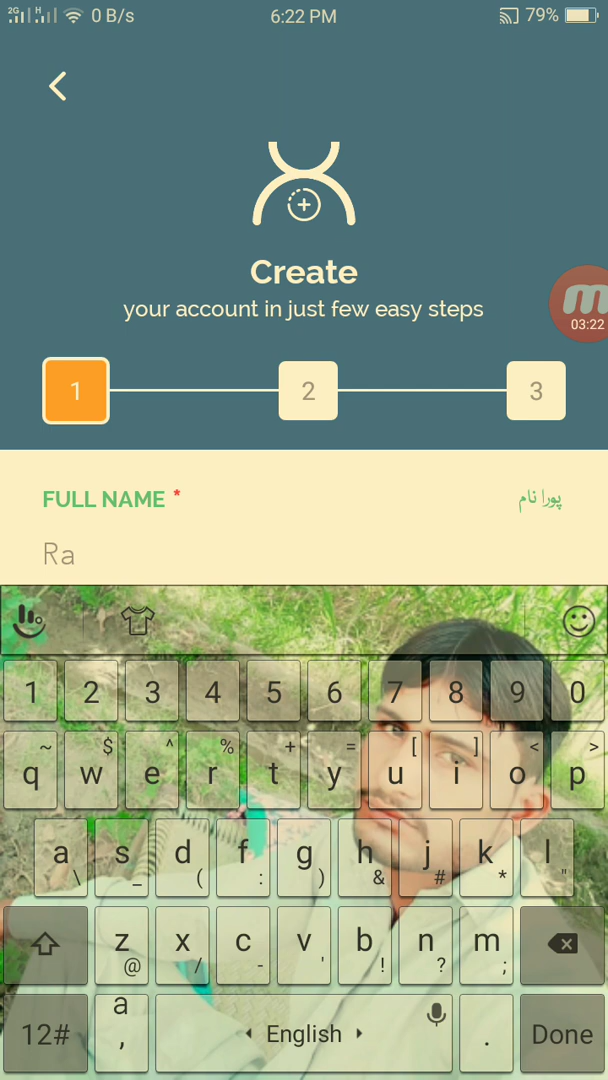 2G H 0 B/s 6:22 PM 79%
Create
your account in just few easy steps
m
03:22
1 2 3
FULL NAME * پورا نام
Ra
1 2 3 4 5 6 7 8 9 0
~ $ ^ % + = [ ] < >
q w e r t y u i o p
a s d f g h j k l
\ _ ( : ) & # * "
z x c v b n m
@ / - ' ! ? ;
12# a , English . Done